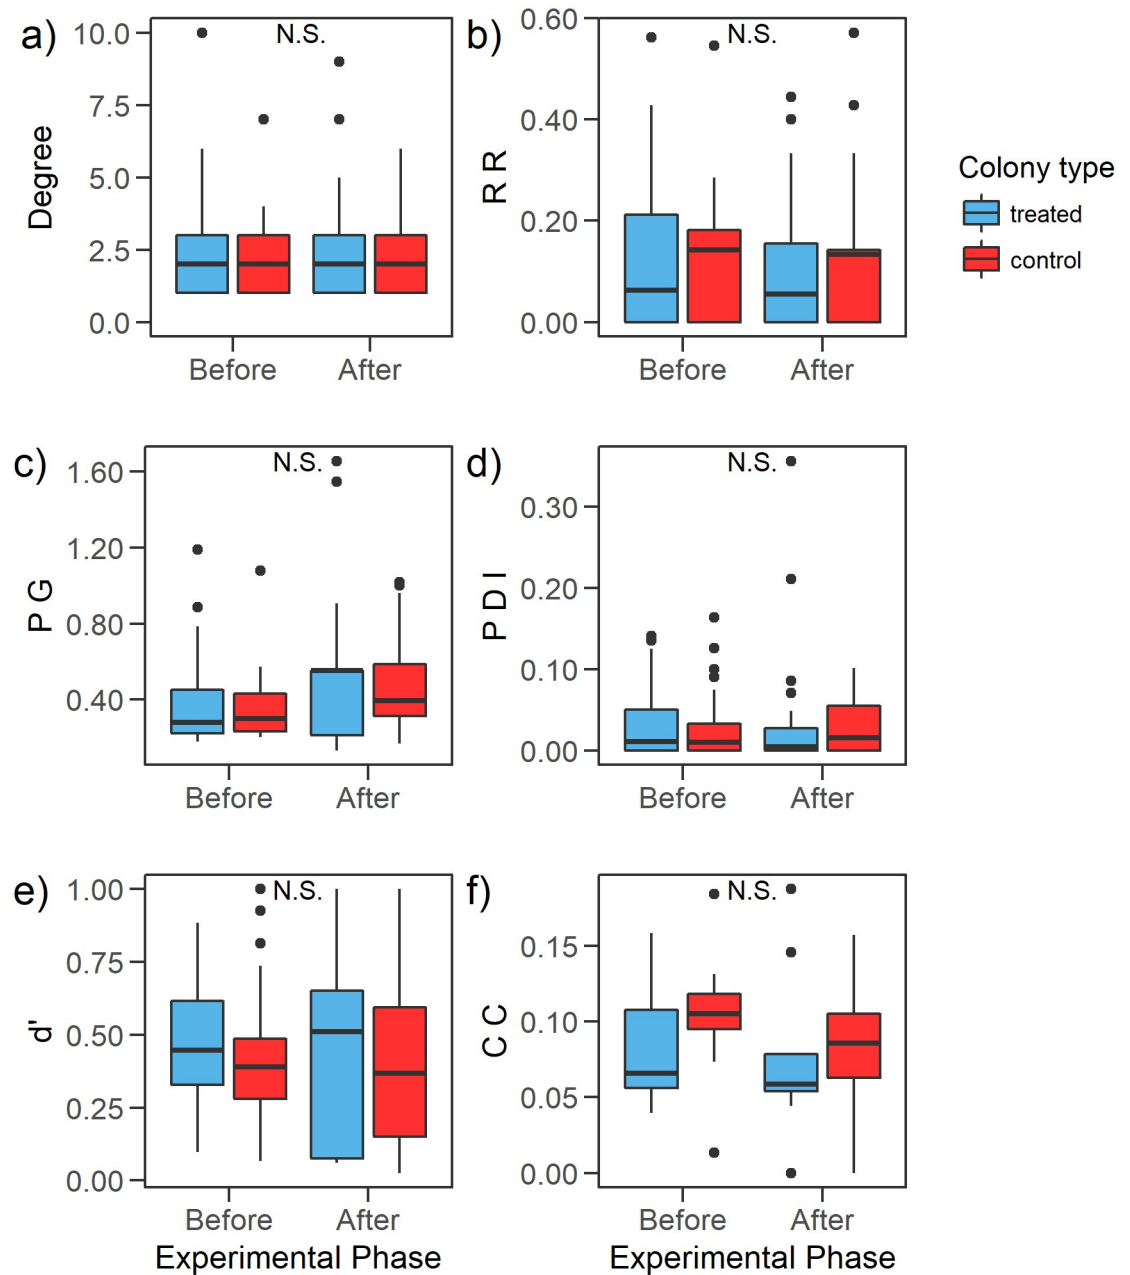 a)
N.S.
10.0
7.5
5.0
2.5
0.0
Degree
Before
After
b)
N.S.
0.60
0.40
0.20
0.00
R R
Before
After
Colony type
treated
control
c)
N.S.
1.60
1.20
0.80
0.40
P G
Before
After
d)
N.S.
0.30
0.20
0.10
0.00
P D I
Before
After
e)
N.S.
1.00
0.75
0.50
0.25
0.00
d'
Before
After
Experimental Phase
f)
N.S.
0.15
0.10
0.05
0.00
C C
Before
After
Experimental Phase